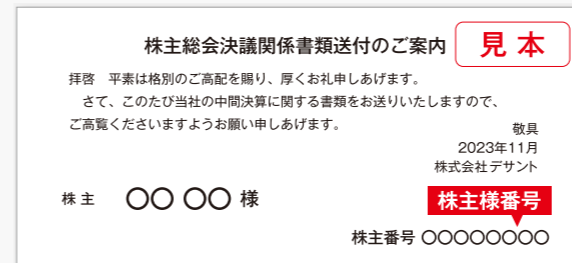 株主総会決議関係書類送付のご案内
見本
拝啓　平素は格別のご高配を賜り、厚くお礼申しあげます。
さて、このたび当社の中間決算に関する書類をお送りいたしますので、
ご高覧くださいますようお願い申しあげます。
敬具
2023年11月
株式会社デサント
株主　〇〇 〇〇 様
株主様番号
株主番号 〇〇〇〇〇〇〇〇